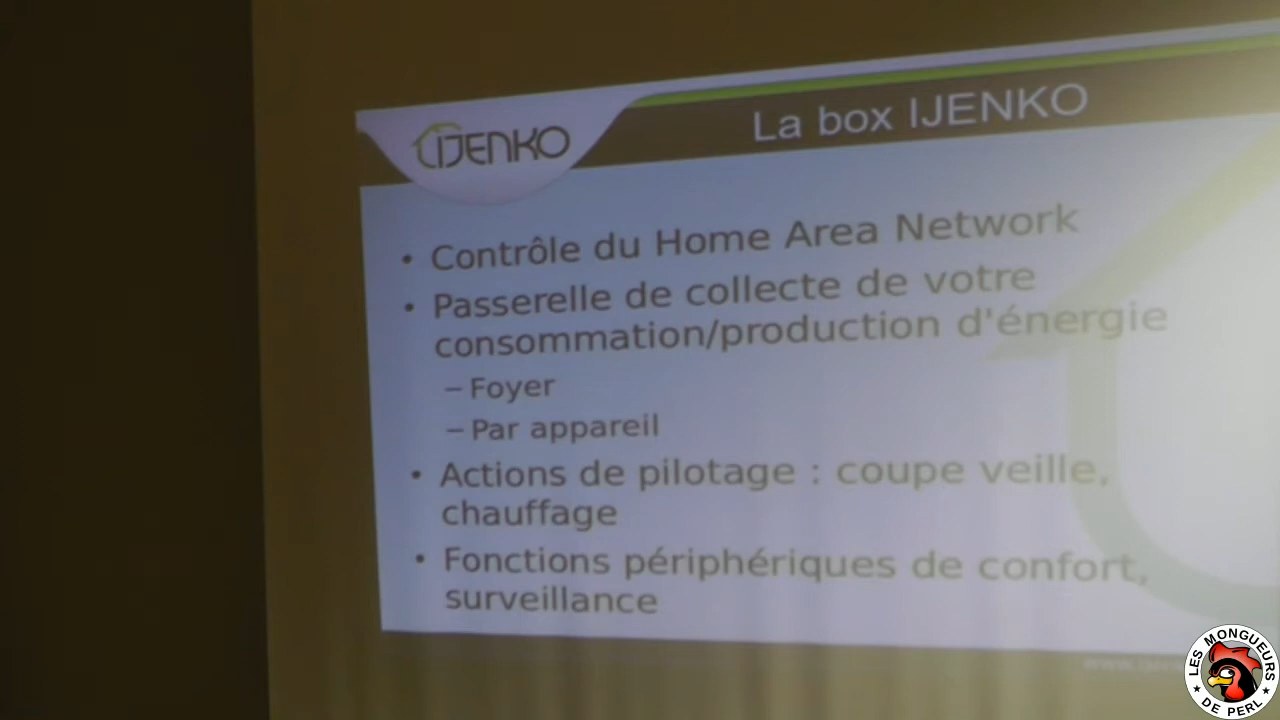 La box IJENKO
IJENKO
• Contrôle du Home Area Network
• Passerelle de collecte de votre
consommation/production d'énergie
– Foyer
– Par appareil
• Actions de pilotage : coupe veille,
chauffage
• Fonctions périphériques de confort,
surveillance
LES MONGUEURS
DE PERL